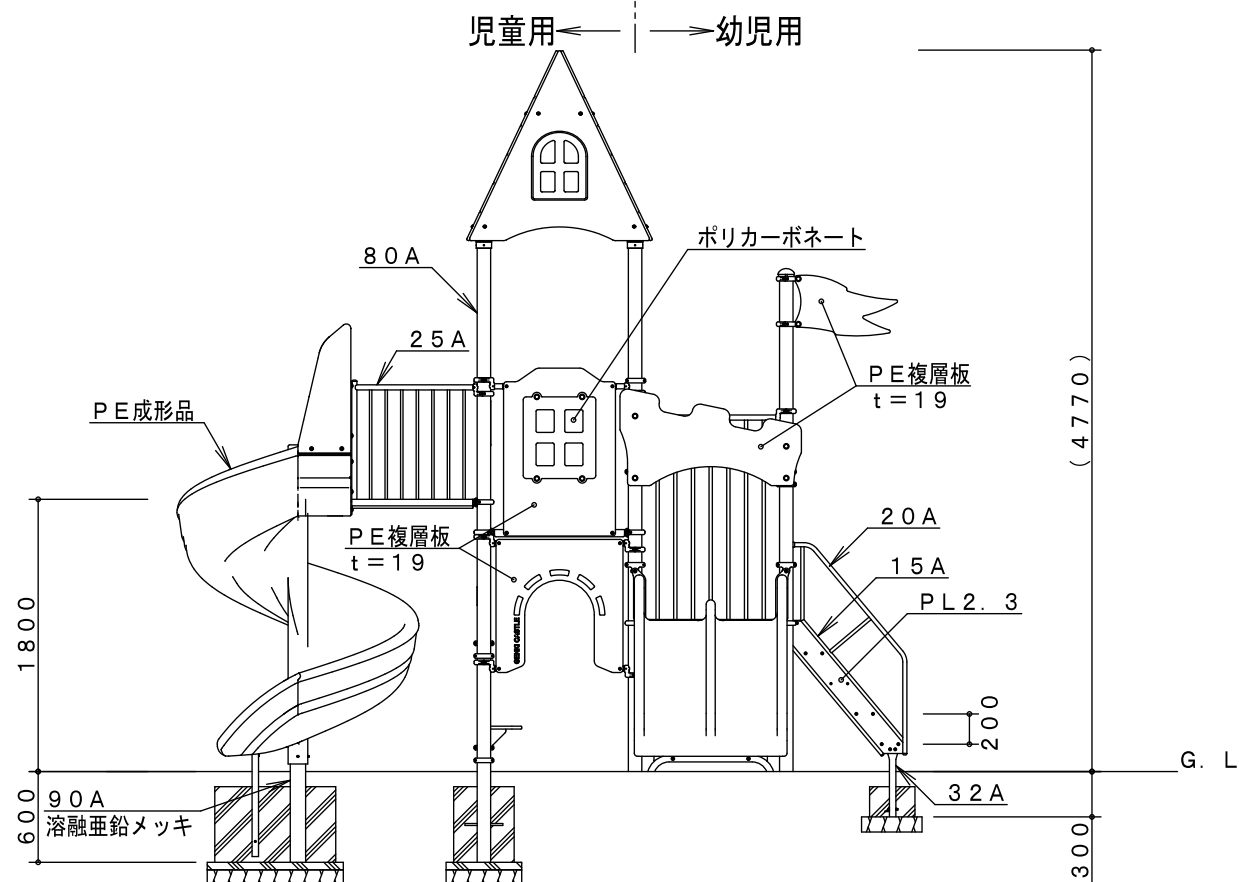 児童用
幼児用
ポリカーボネート
80A
25A
PE複層板
t=19
(4770)
PE成形品
20A
PE複層板
t=19
15A
PL2.3
GENKI CASTLE
1800
200
G.L
90A
溶融亜鉛メッキ
32A
600
300